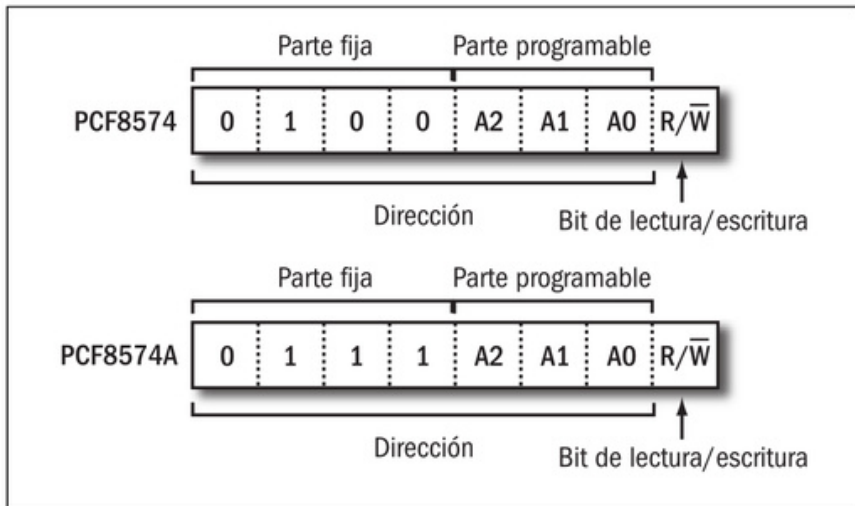 Parte fija Parte programable
PCF8574 0 1 0 0 A2 A1 A0 R/W̅
Dirección Bit de lectura/escritura
Parte fija Parte programable
PCF8574A 0 1 1 1 A2 A1 A0 R/W̅
Dirección Bit de lectura/escritura